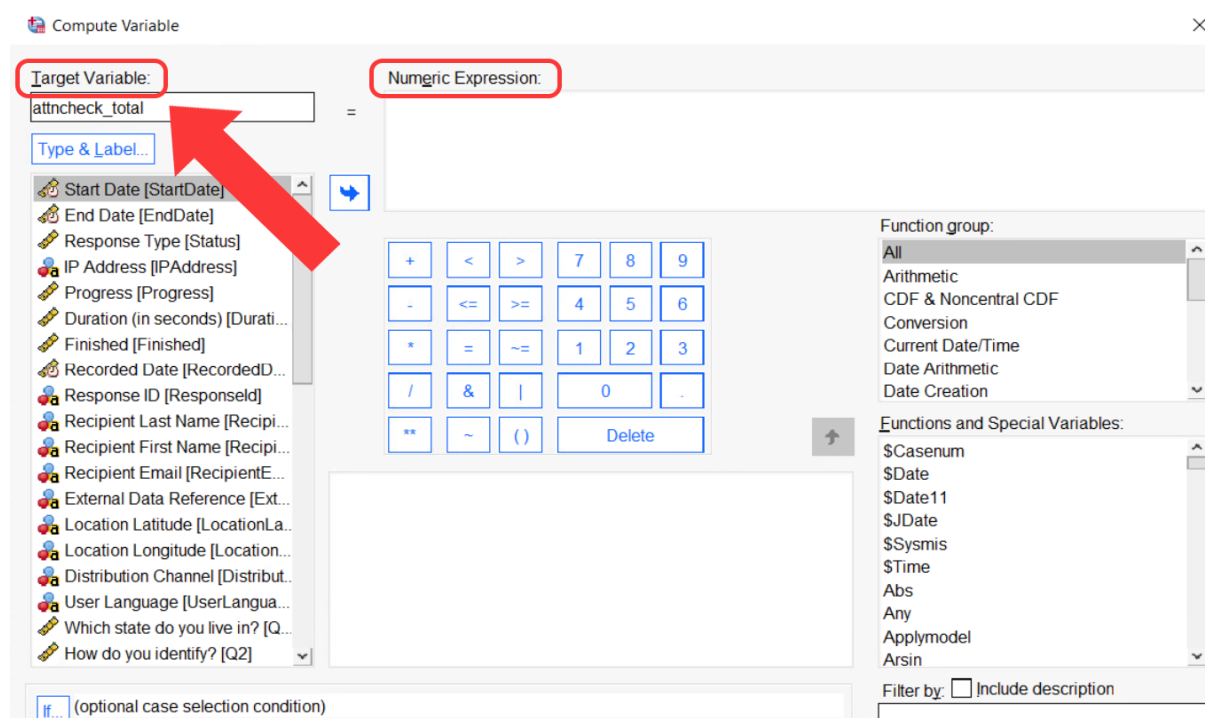 Compute Variable
Target Variable:
Numeric Expression:
attncheck_total
=
Type & Label...
Start Date [StartDate]
End Date [EndDate]
Response Type [Status]
IP Address [IPAddress]
Progress [Progress]
Duration (in seconds) [Durati...
Finished [Finished]
Recorded Date [RecordedD...
Response ID [ResponseId]
Recipient Last Name [Recipi...
Recipient First Name [Recipi...
Recipient Email [RecipientE...
External Data Reference [Ext...
Location Latitude [LocationLa...
Location Longitude [Location...
Distribution Channel [Distribut...
User Language [UserLangua...
Which state do you live in? [Q...
How do you identify? [Q2]
+ < > 7 8 9
- <= >= 4 5 6
* = ~= 1 2 3
/ & | 0 .
** ~ ( ) Delete
Function group:
All
Arithmetic
CDF & Noncentral CDF
Conversion
Current Date/Time
Date Arithmetic
Date Creation
Functions and Special Variables:
$Casenum
$Date
$Date11
$JDate
$Sysmis
$Time
Abs
Any
Applymodel
Arsin
Filter by: Include description
If... (optional case selection condition)